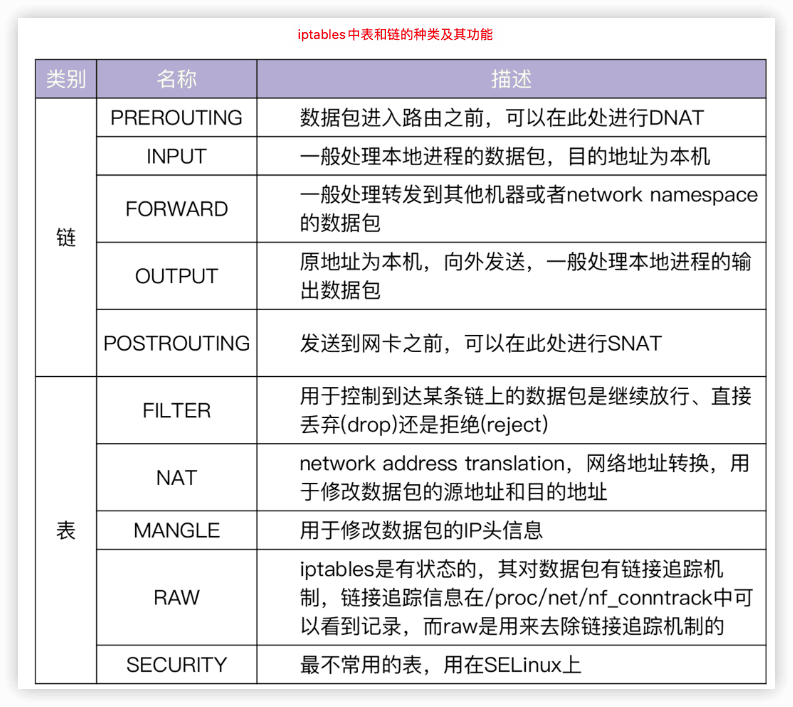 iptables中表和链的种类及其功能
类别 名称 描述
链
PREROUTING 数据包进入路由之前，可以在此处进行DNAT
INPUT 一般处理本地进程的数据包，目的地址为本机
FORWARD 一般处理转发到其他机器或者network namespace
的数据包
OUTPUT 原地址为本机，向外发送，一般处理本地进程的输
出数据包
POSTROUTING 发送到网卡之前，可以在此处进行SNAT
表
FILTER 用于控制到达某条链上的数据包是继续放行、直接
丢弃(drop)还是拒绝(reject)
NAT network address translation，网络地址转换，用
于修改数据包的源地址和目的地址
MANGLE 用于修改数据包的IP头信息
RAW iptables是有状态的，其对数据包有链接追踪机
制，链接追踪信息在/proc/net/nf_conntrack中可
以看到记录，而raw是用来去除链接追踪机制的
SECURITY 最不常用的表，用在SELinux上